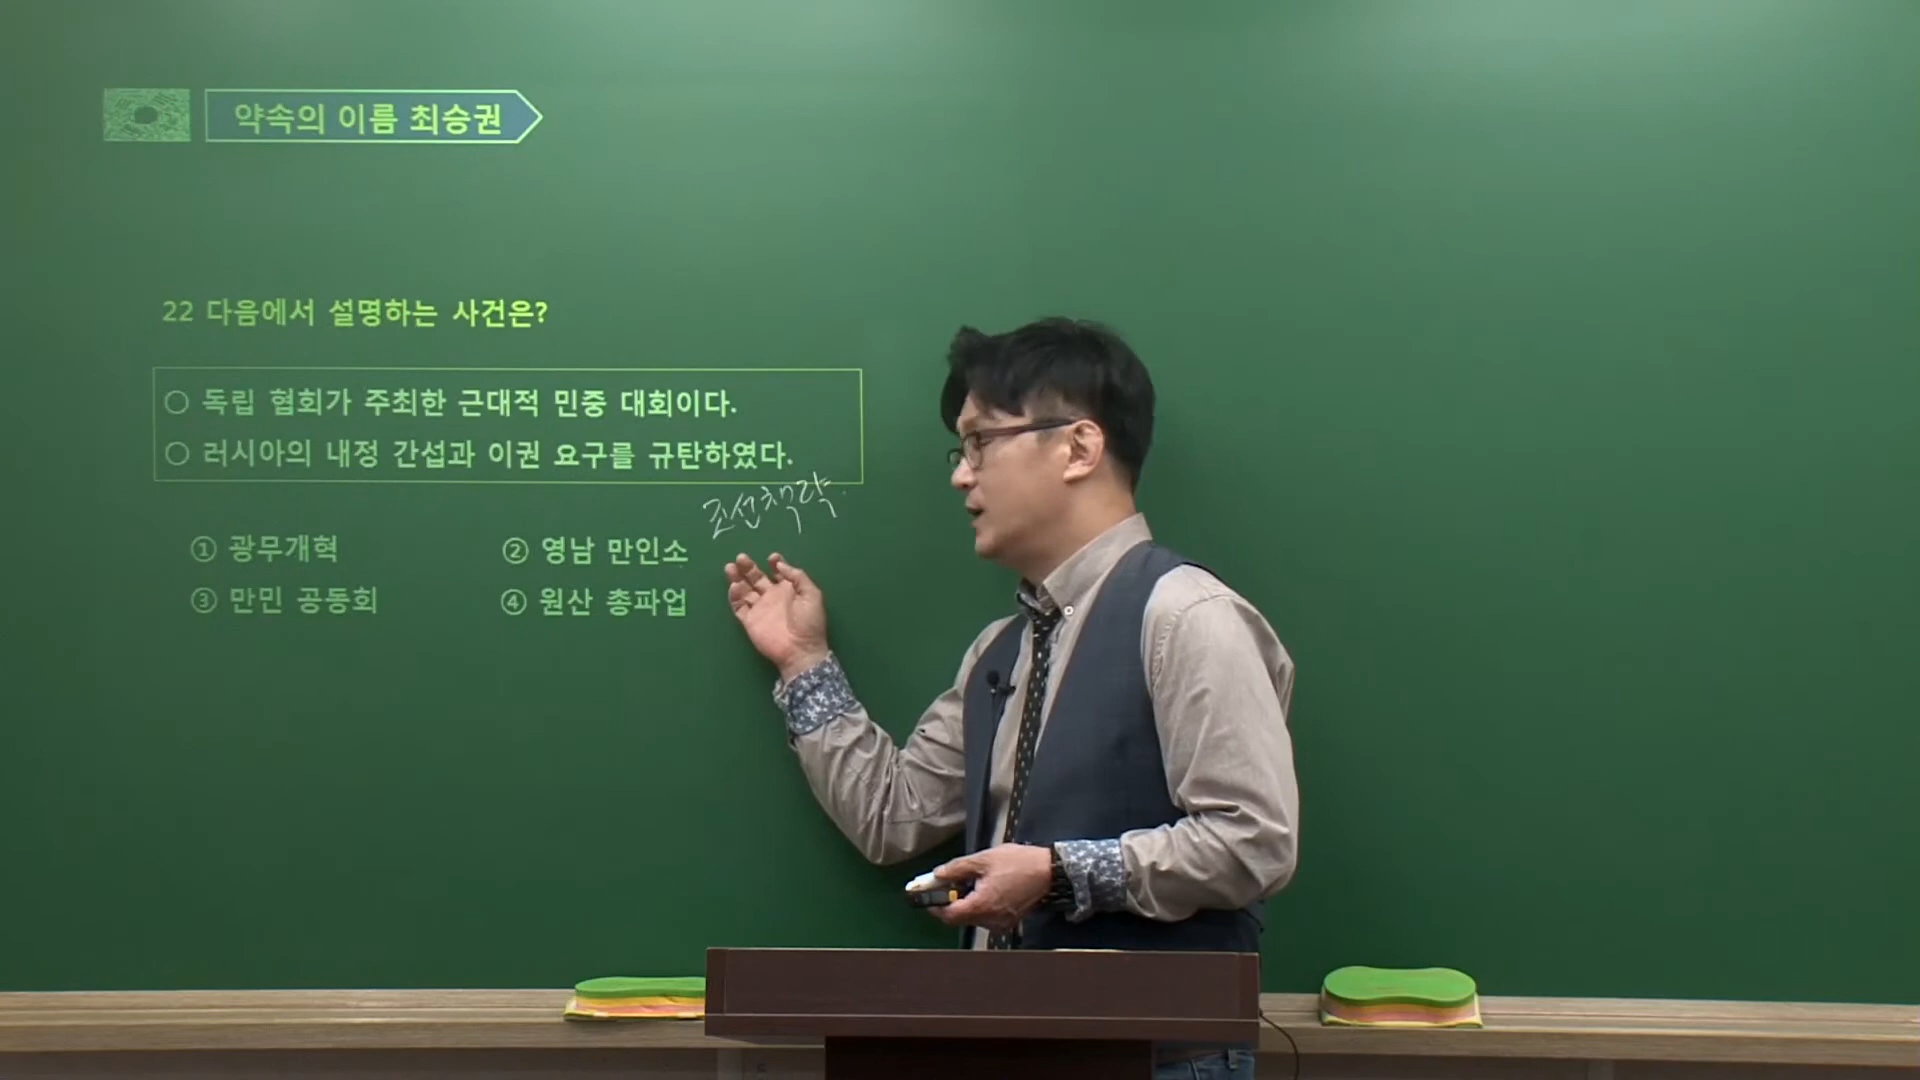 약속의 이름 최승권
22 다음에서 설명하는 사건은?
○ 독립 협회가 주최한 근대적 민중 대회이다.
○ 러시아의 내정 간섭과 이권 요구를 규탄하였다.
조선책략
① 광무개혁 ② 영남 만인소
③ 만민 공동회 ④ 원산 총파업